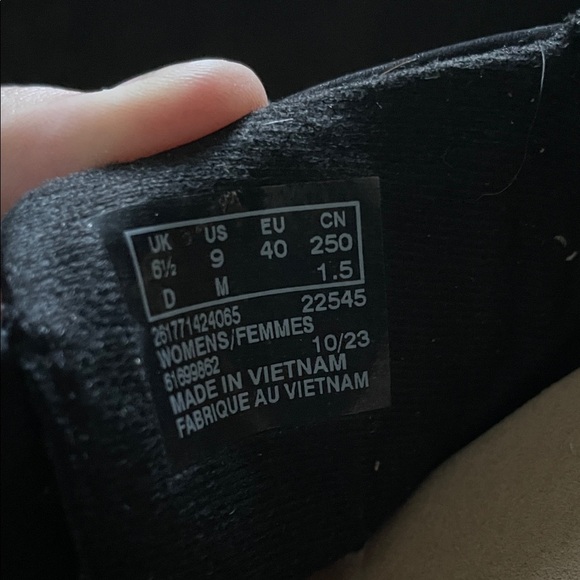 UK US EU CN
6½ 9 40 250
D M 1.5
261771424065 22545
WOMENS/FEMMES
61699862 10/23
MADE IN VIETNAM
FABRIQUE AU VIETNAM